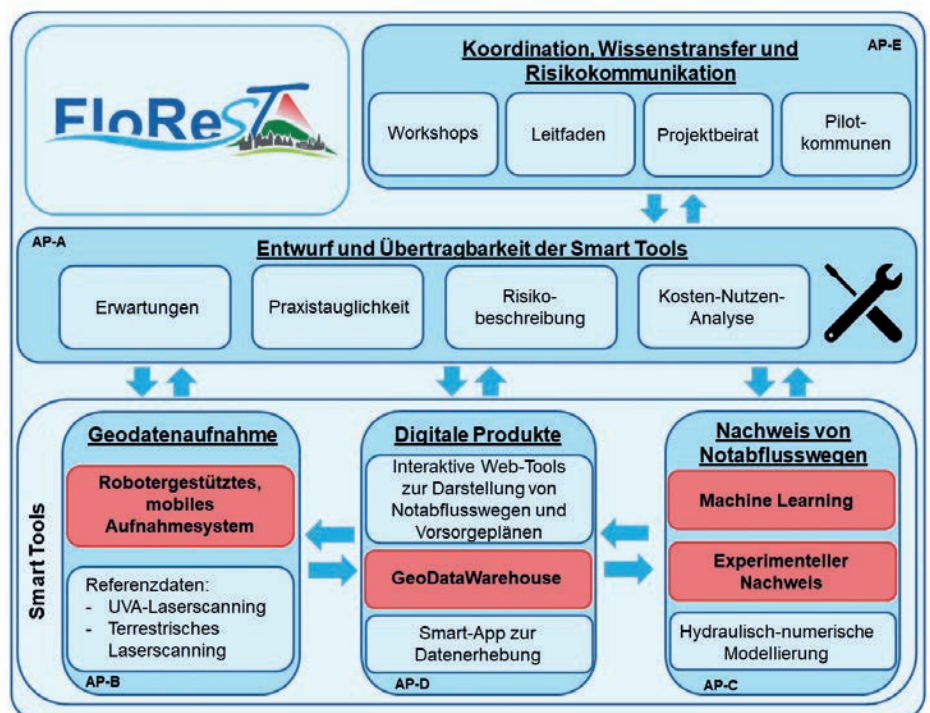 FloReST
Koordination, Wissenstransfer und
Risikokommunikation
AP-E
Workshops
Leitfaden
Projektbeirat
Pilot-
kommunen
AP-A
Entwurf und Übertragbarkeit der Smart Tools
Erwartungen
Praxistauglichkeit
Risiko-
beschreibung
Kosten-Nutzen-
Analyse
Smart Tools
Geodatenaufnahme
Robotergestütztes,
mobiles
Aufnahmesystem
Referenzdaten:
- UVA-Laserscanning
- Terrestrisches
Laserscanning
AP-B
Digitale Produkte
Interaktive Web-Tools
zur Darstellung von
Notabflusswegen und
Vorsorgeplänen
GeoDataWarehouse
Smart-App zur
Datenerhebung
AP-D
Nachweis von
Notabflusswegen
Machine Learning
Experimenteller
Nachweis
Hydraulisch-numerische
Modellierung
AP-C